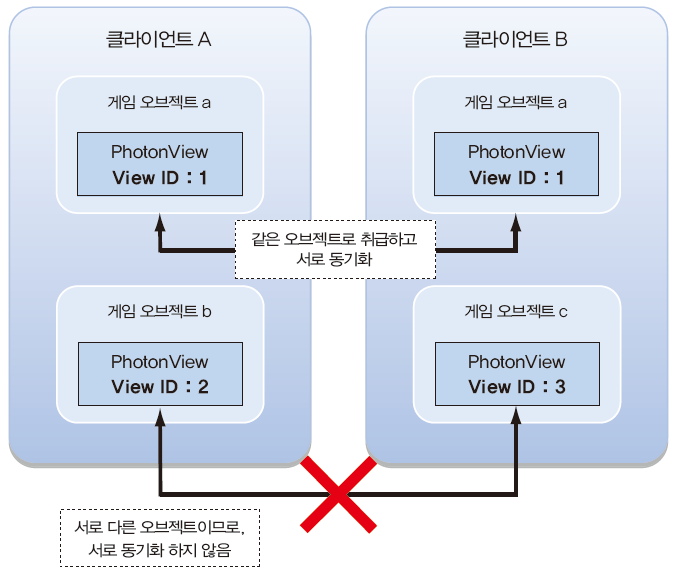 클라이언트 A
게임 오브젝트 a
PhotonView
View ID : 1
클라이언트 B
게임 오브젝트 a
PhotonView
View ID : 1
같은 오브젝트로 취급하고
서로 동기화
게임 오브젝트 b
PhotonView
View ID : 2
게임 오브젝트 c
PhotonView
View ID : 3
서로 다른 오브젝트이므로,
서로 동기화 하지 않음